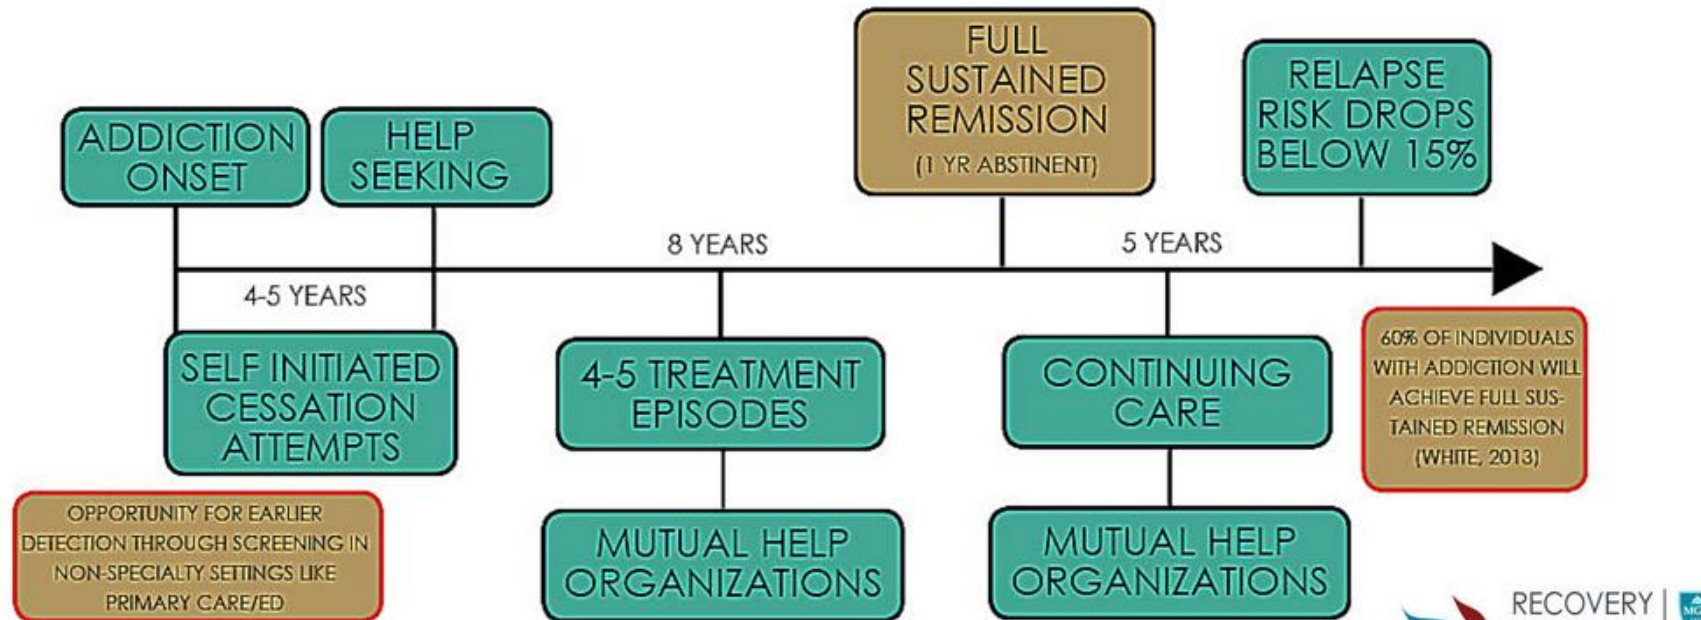 FULL
SUSTAINED
REMISSION
(1 YR ABSTINENT)
RELAPSE
RISK DROPS
BELOW 15%
ADDICTION
ONSET
HELP
SEEKING
8 YEARS
5 YEARS
4-5 YEARS
SELF INITIATED
CESSATION
ATTEMPTS
4-5 TREATMENT
EPISODES
CONTINUING
CARE
60% OF INDIVIDUALS
WITH ADDICTION WILL
ACHIEVE FULL SUS-
TAINED REMISSION
(WHITE, 2013)
OPPORTUNITY FOR EARLIER
DETECTION THROUGH SCREENING IN
NON-SPECIALTY SETTINGS LIKE
PRIMARY CARE/ED
MUTUAL HELP
ORGANIZATIONS
MUTUAL HELP
ORGANIZATIONS
RECOVERY